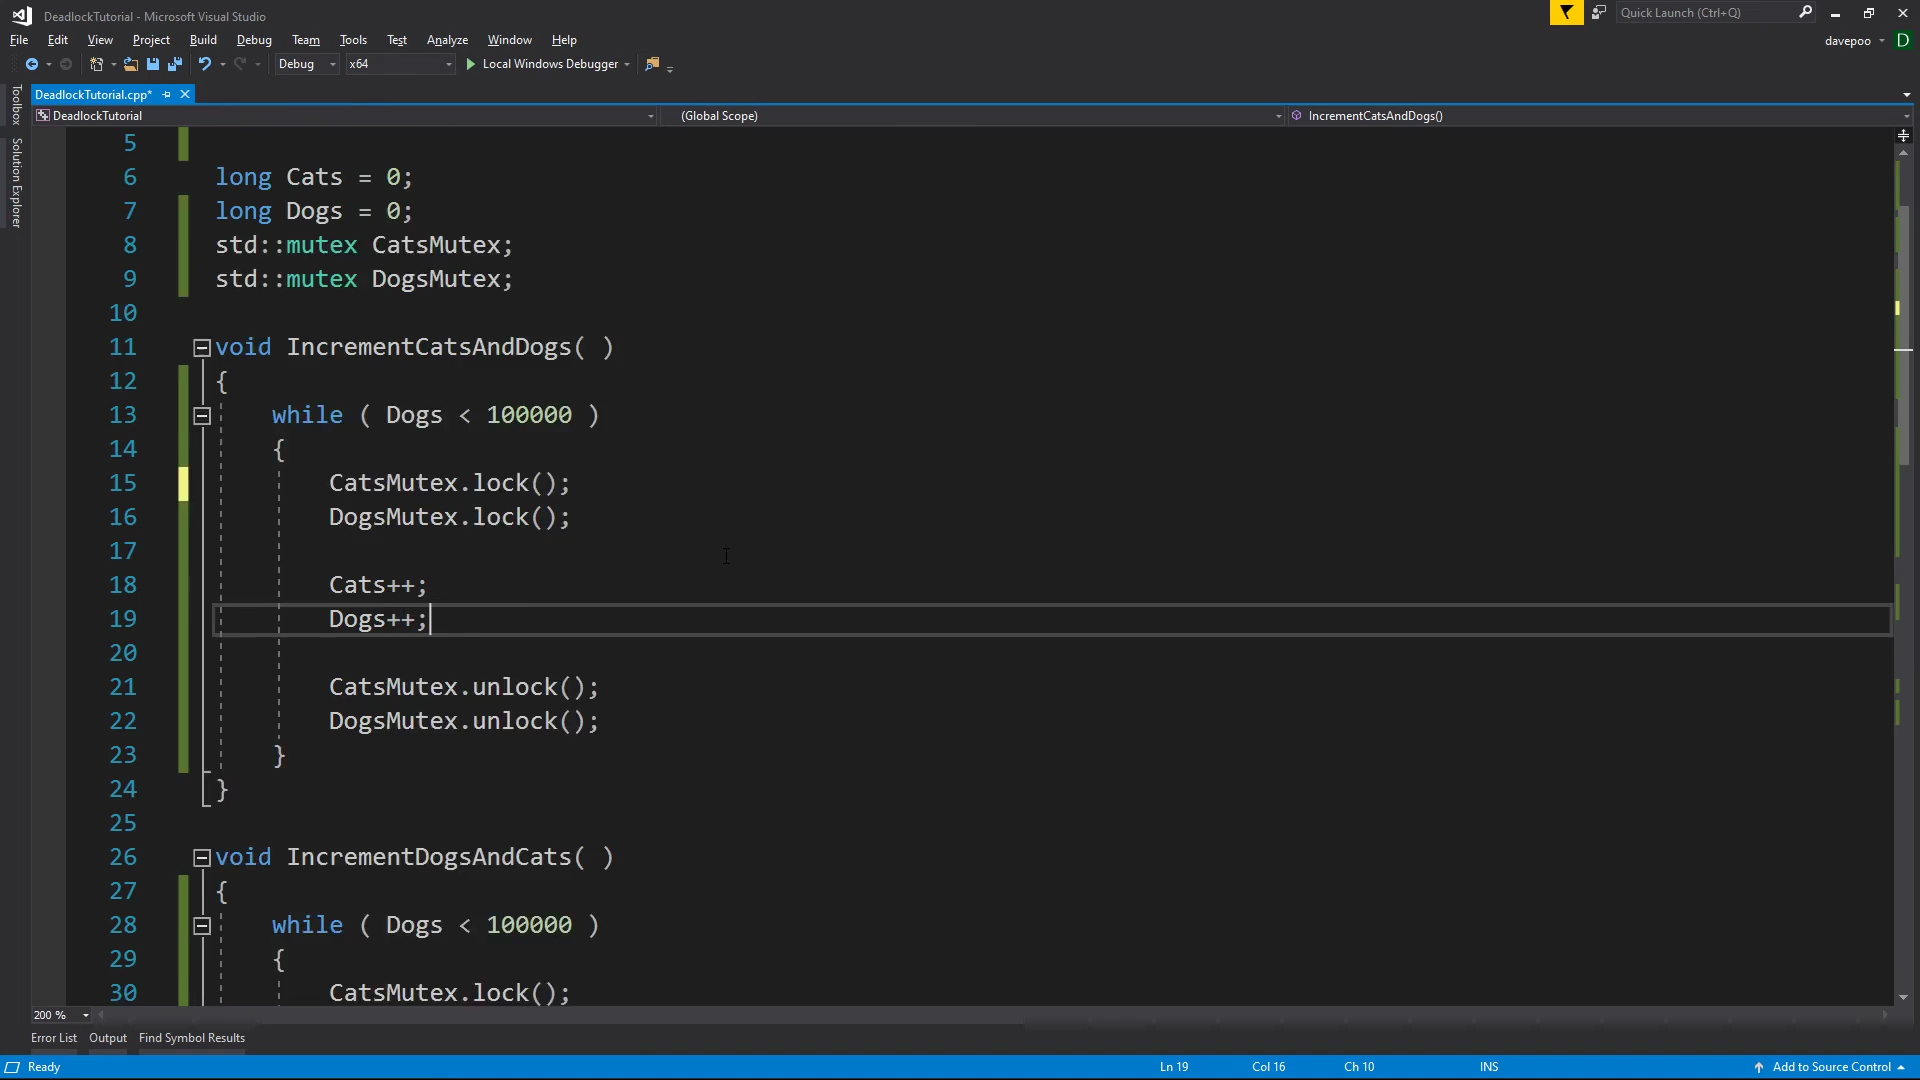 DeadlockTutorial - Microsoft Visual Studio
Quick Launch (Ctrl+Q)
File Edit View Project Build Debug Team Tools Test Analyze Window Help
davepoo D
Debug x64 Local Windows Debugger
Toolbox
Solution Explorer
DeadlockTutorial.cpp*
DeadlockTutorial (Global Scope) IncrementCatsAndDogs()
5
6 long Cats = 0;
7 long Dogs = 0;
8 std::mutex CatsMutex;
9 std::mutex DogsMutex;
10
11 void IncrementCatsAndDogs( )
12 {
13 while ( Dogs < 100000 )
14 {
15 CatsMutex.lock();
16 DogsMutex.lock();
17
18 Cats++;
19 Dogs++;
20
21 CatsMutex.unlock();
22 DogsMutex.unlock();
23 }
24 }
25
26 void IncrementDogsAndCats( )
27 {
28 while ( Dogs < 100000 )
29 {
30 CatsMutex.lock();
200 %
Error List Output Find Symbol Results
Ready Ln 19 Col 16 Ch 10 INS Add to Source Control